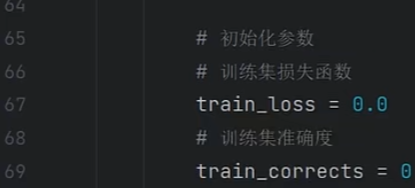 64
65 # 初始化参数
66 # 训练集损失函数
67 train_loss = 0.0
68 # 训练集准确度
69 train_corrects = 0